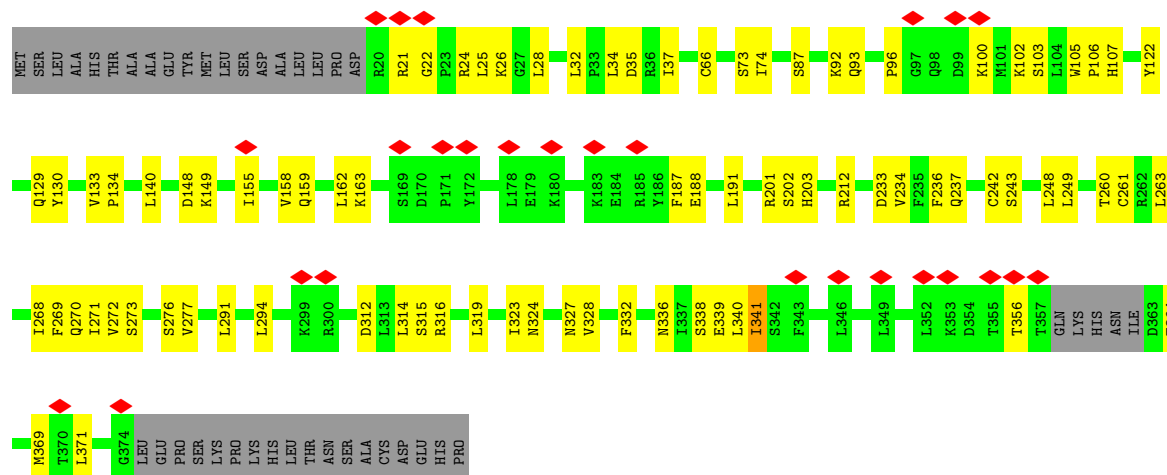 MET SER LEU ALA HIS THR ALA ALA GLU TYR MET LEU SER ASP ALA LEU LEU PRO ASP R20 R21 G22 P23 R24 L25 K26 G27 L28 L32 P33 L34 D35 R36 I37 C66 S73 I74 S87 K92 Q93 P96 G97 Q98 D99 K100 M101 K102 S103 L104 W105 P106 H107 Y122
Q129 Y130 V133 P134 L140 D148 K149 I155 V158 Q159 L162 K163 S169 D170 P171 Y172 L178 E179 K180 K183 E184 R185 Y186 F187 E188 L191 R201 S202 H203 R212 D233 V234 F235 F236 Q237 C242 S243 L248 L249 T260 C261 R262 L263
I268 F269 Q270 I271 V272 S273 S276 V277 L291 L294 K299 R300 D312 L313 L314 S315 R316 L319 I323 N324 N327 V328 F332 N336 I337 S338 E339 L340 I341 S342 F343 L346 L349 L352 K353 D354 T355 T356 T357 GLN LYS HIS ASN ILE D363
M369 T370 L371 G374 LEU GLU PRO SER LYS PRO LYS HIS LEU THR ASN SER ALA CYS ASP GLU HIS PRO